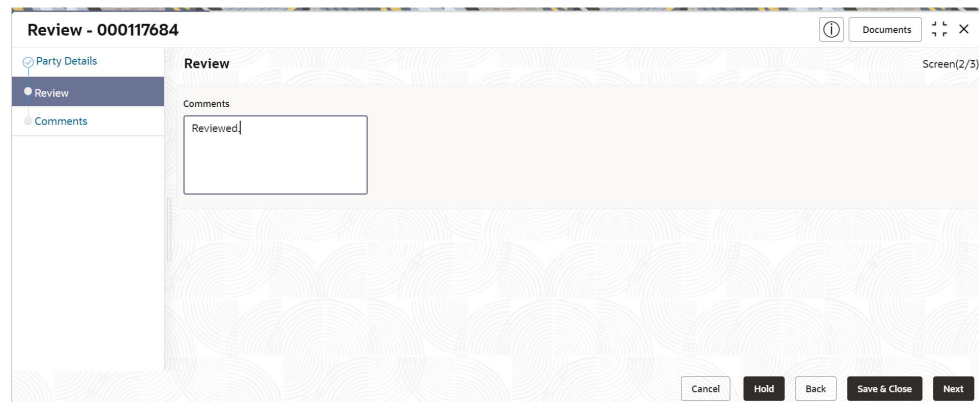 Review - 000117684
Documents
Party Details
Review
Comments
Review
Screen(2/3)
Comments
Reviewed.
Cancel
Hold
Back
Save & Close
Next